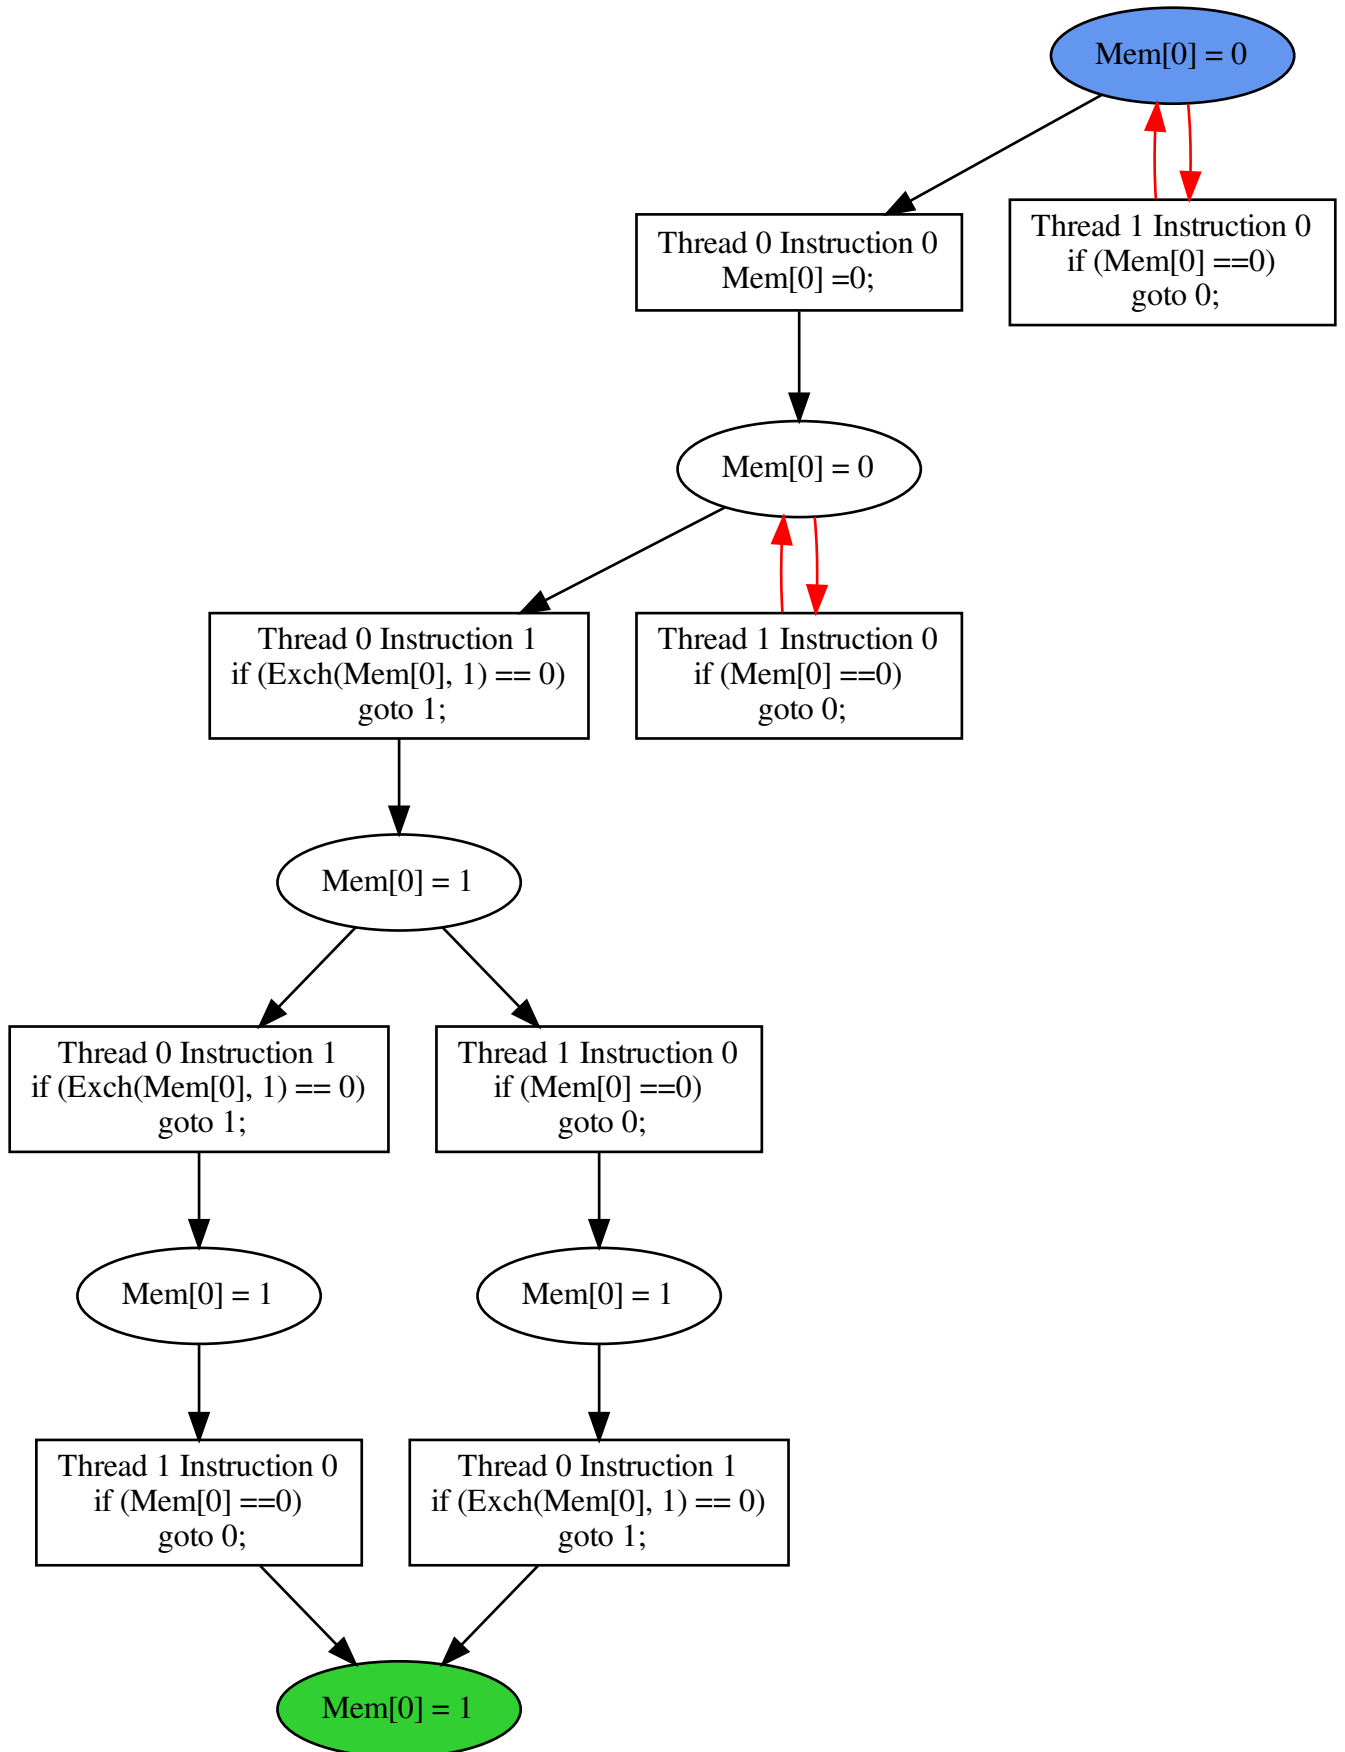 Mem[0] = 0
Thread 0 Instruction 0
Mem[0] =0;
Thread 1 Instruction 0
if (Mem[0] ==0)
goto 0;
Mem[0] = 0
Thread 0 Instruction 1
if (Exch(Mem[0], 1) == 0)
goto 1;
Thread 1 Instruction 0
if (Mem[0] ==0)
goto 0;
Mem[0] = 1
Thread 0 Instruction 1
if (Exch(Mem[0], 1) == 0)
goto 1;
Thread 1 Instruction 0
if (Mem[0] ==0)
goto 0;
Mem[0] = 1
Mem[0] = 1
Thread 1 Instruction 0
if (Mem[0] ==0)
goto 0;
Thread 0 Instruction 1
if (Exch(Mem[0], 1) == 0)
goto 1;
Mem[0] = 1